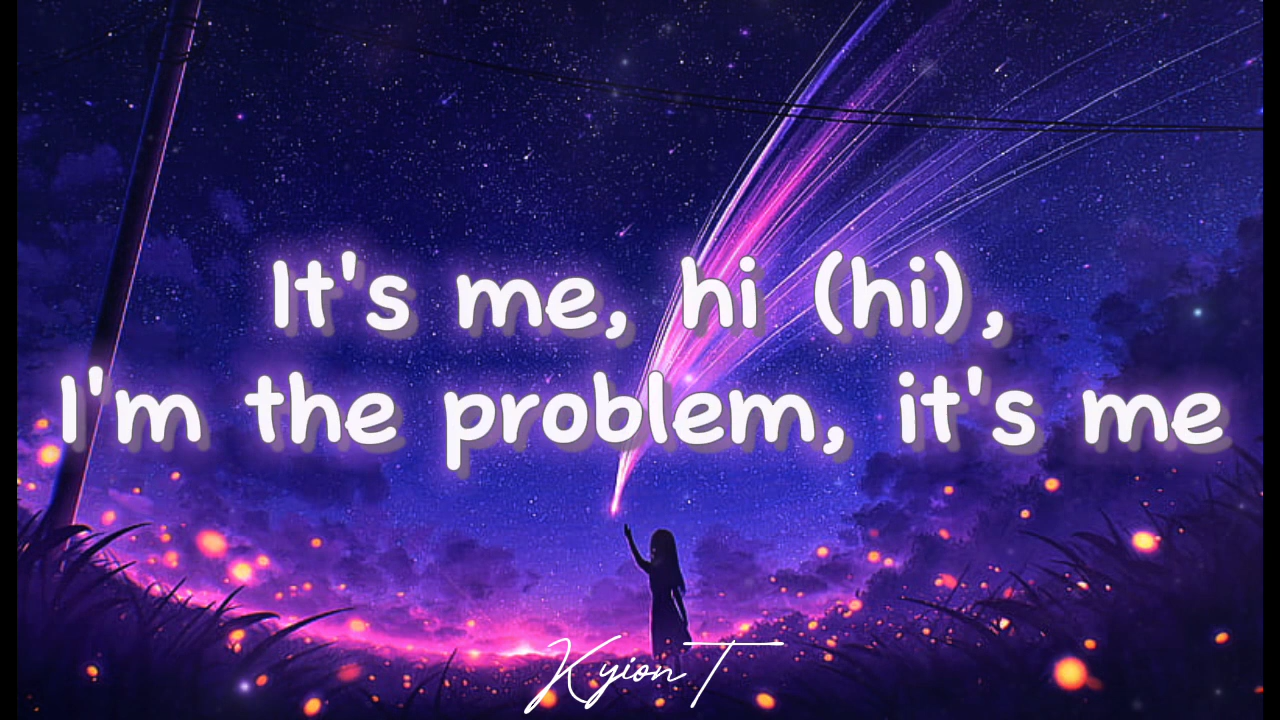 It's me, hi (hi),
I'm the problem, it's me
Kyion T